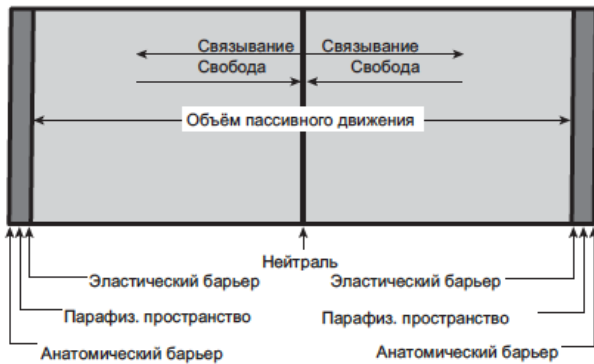 Связывание Связывание
Свобода Свобода
Объём пассивного движения
Нейтраль
Эластический барьер Эластический барьер
Парафиз. пространство Парафиз. пространство
Анатомический барьер Анатомический барьер